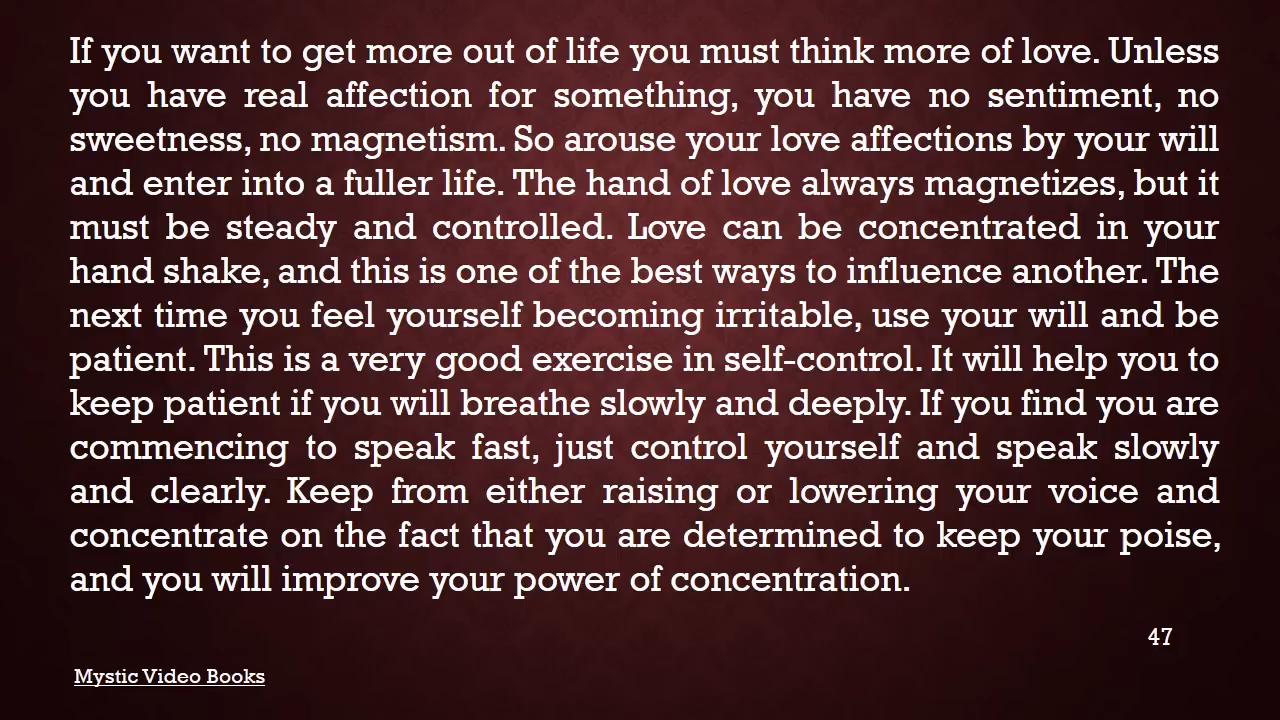 If you want to get more out of life you must think more of love. Unless
you have real affection for something, you have no sentiment, no
sweetness, no magnetism. So arouse your love affections by your will
and enter into a fuller life. The hand of love always magnetizes, but it
must be steady and controlled. Love can be concentrated in your
hand shake, and this is one of the best ways to influence another. The
next time you feel yourself becoming irritable, use your will and be
patient. This is a very good exercise in self-control. It will help you to
keep patient if you will breathe slowly and deeply. If you find you are
commencing to speak fast, just control yourself and speak slowly
and clearly. Keep from either raising or lowering your voice and
concentrate on the fact that you are determined to keep your poise,
and you will improve your power of concentration.
47
Mystic Video Books